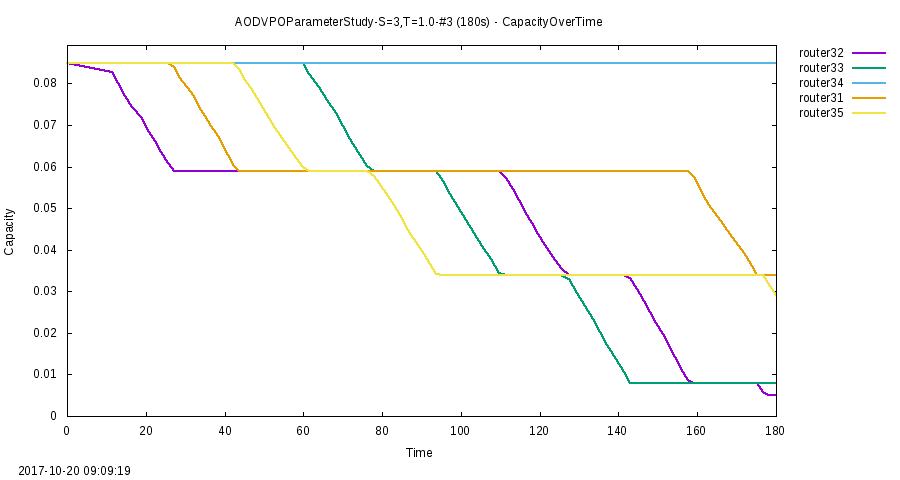 AODVPOParameterStudy-S=3,T=1.0-#3 (180s) - CapacityOverTime
router32
router33
router34
router31
router35
0.08
0.07
0.06
0.05
0.04
0.03
0.02
0.01
0
Capacity
0 20 40 60 80 100 120 140 160 180
Time
2017-10-20 09:09:19